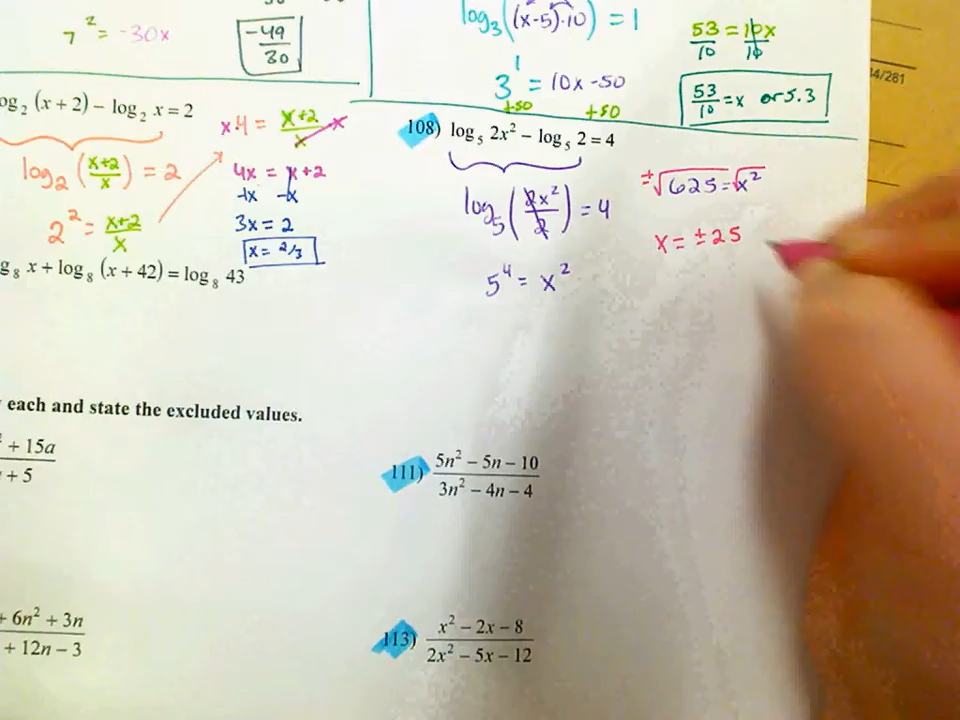 7² = -30x
-49/30
log₃((x-5)·10) = 1
3¹ = 10x -50
+50 +50
53/10 = 10x/10
53/10 = x or 5.3
4/281
og₂ (x + 2) − log₂ x = 2
log₂(x+2/x) = 2
2² = x+2/x
x·4 = x+2/x · x
4x = x+2
-x -x
3x = 2
x = 2/3
g₈ x + log₈ (x + 42) = log₈ 43
108) log₅ 2x² − log₅ 2 = 4
log₅(2x²/2) = 4
5⁴ = x²
±√625 = √x²
x = ±25
each and state the excluded values.
+ 15a
+ 5
111) 5n² − 5n − 10
3n² − 4n − 4
+ 6n² + 3n
+ 12n − 3
113) x² − 2x − 8
2x² − 5x − 12